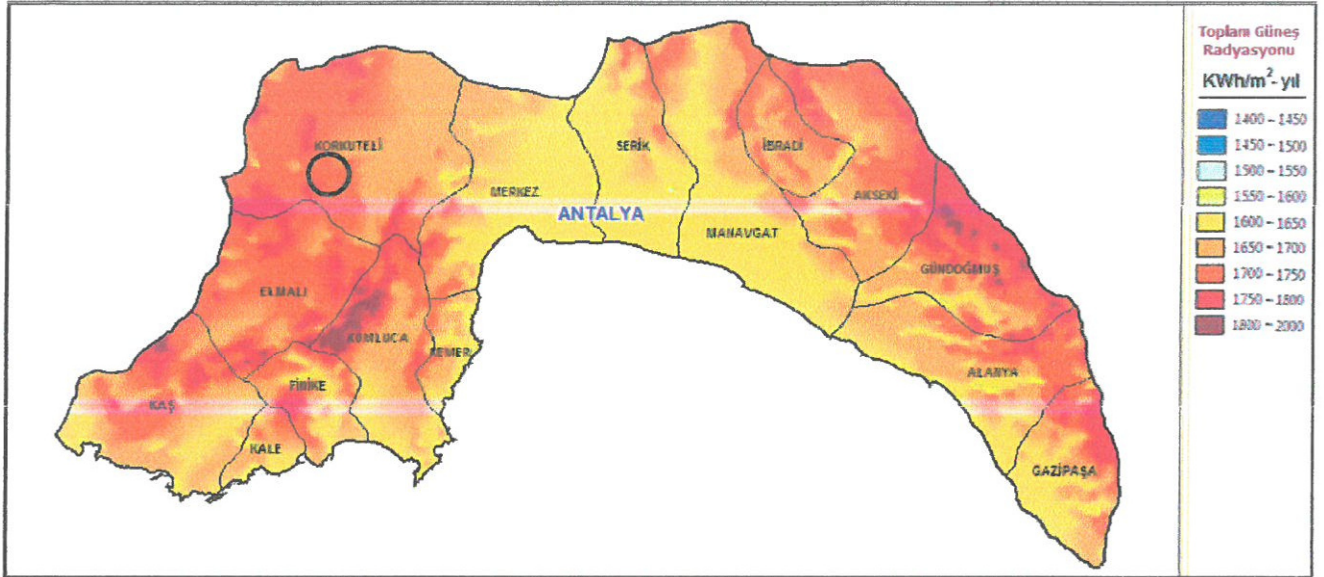 Toplam Güneş
Radyasyonu
KWh/m²- yıl
1400 – 1450
1450 – 1500
1500 – 1550
1550 – 1600
1600 – 1650
1650 – 1700
1700 – 1750
1750 – 1800
1800 – 2000
KORKUTELİ
SERİK
İBRADİ
MERKEZ
AKSEKİ
ANTALYA
MANAVGAT
GÜNDOĞMUŞ
ELMALI
KUMLUCA
KEMER
ALANYA
FİNİKE
KAŞ
KALE
GAZİPAŞA